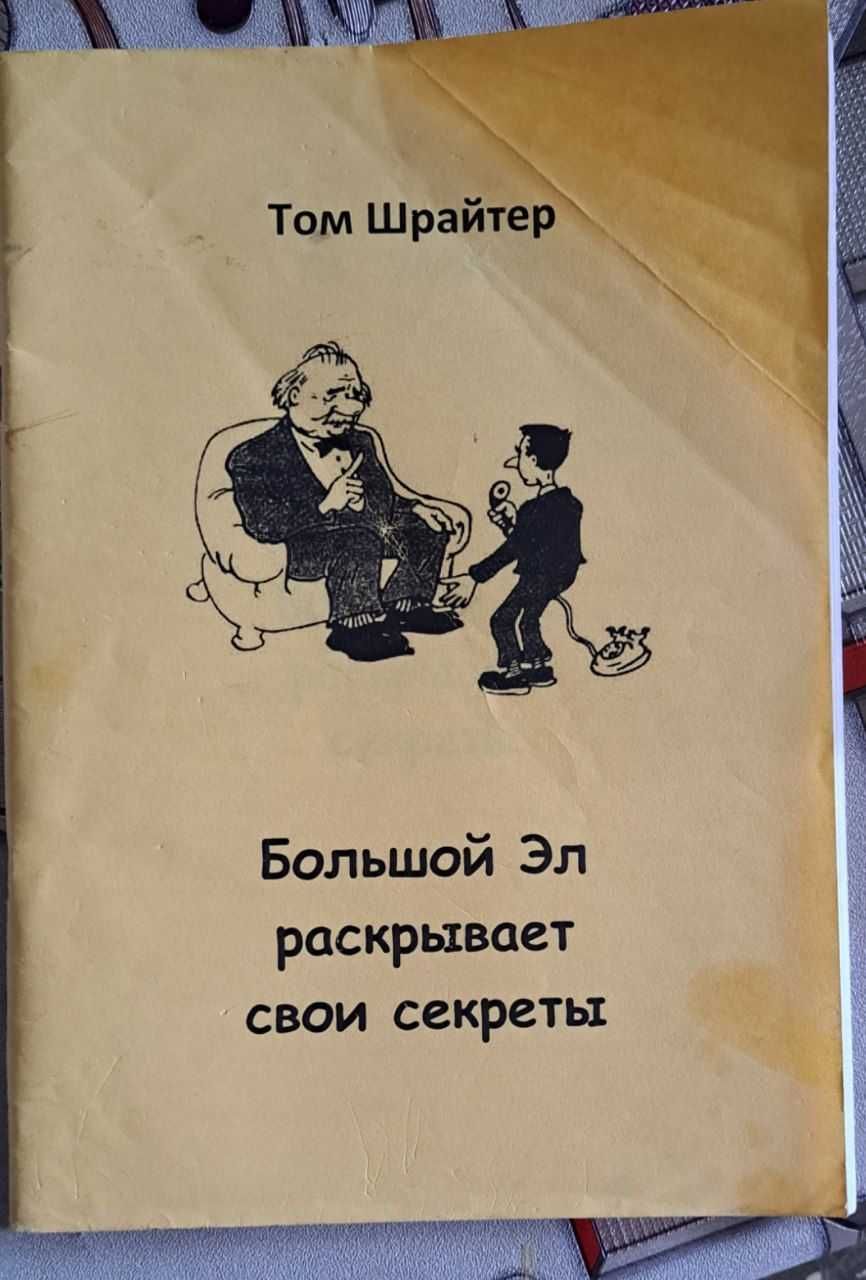 Том Шрайтер
Большой Эл
раскрывает
свои секреты